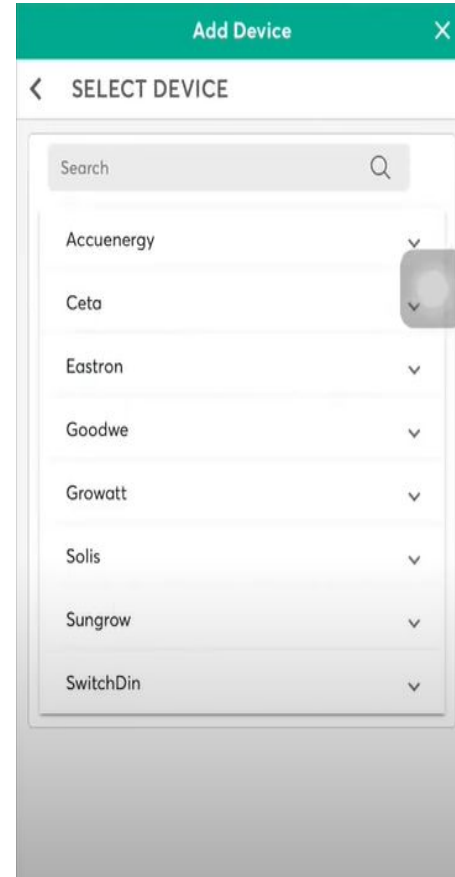 Add Device
SELECT DEVICE
Search
Accuenergy
Ceta
Eastron
Goodwe
Growatt
Solis
Sungrow
SwitchDin